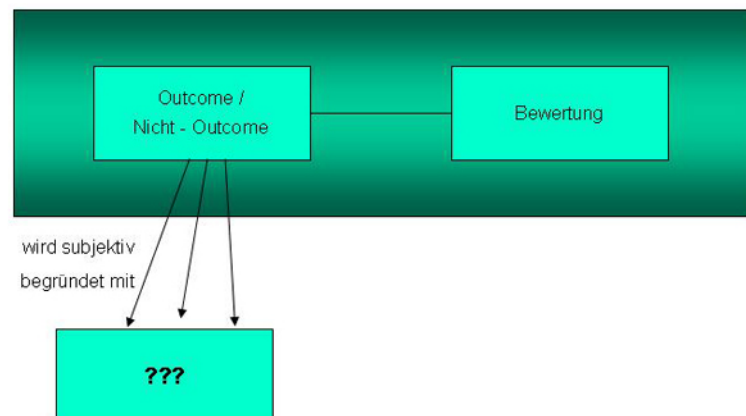 Outcome /
Nicht - Outcome
Bewertung
wird subjektiv
begründet mit
???